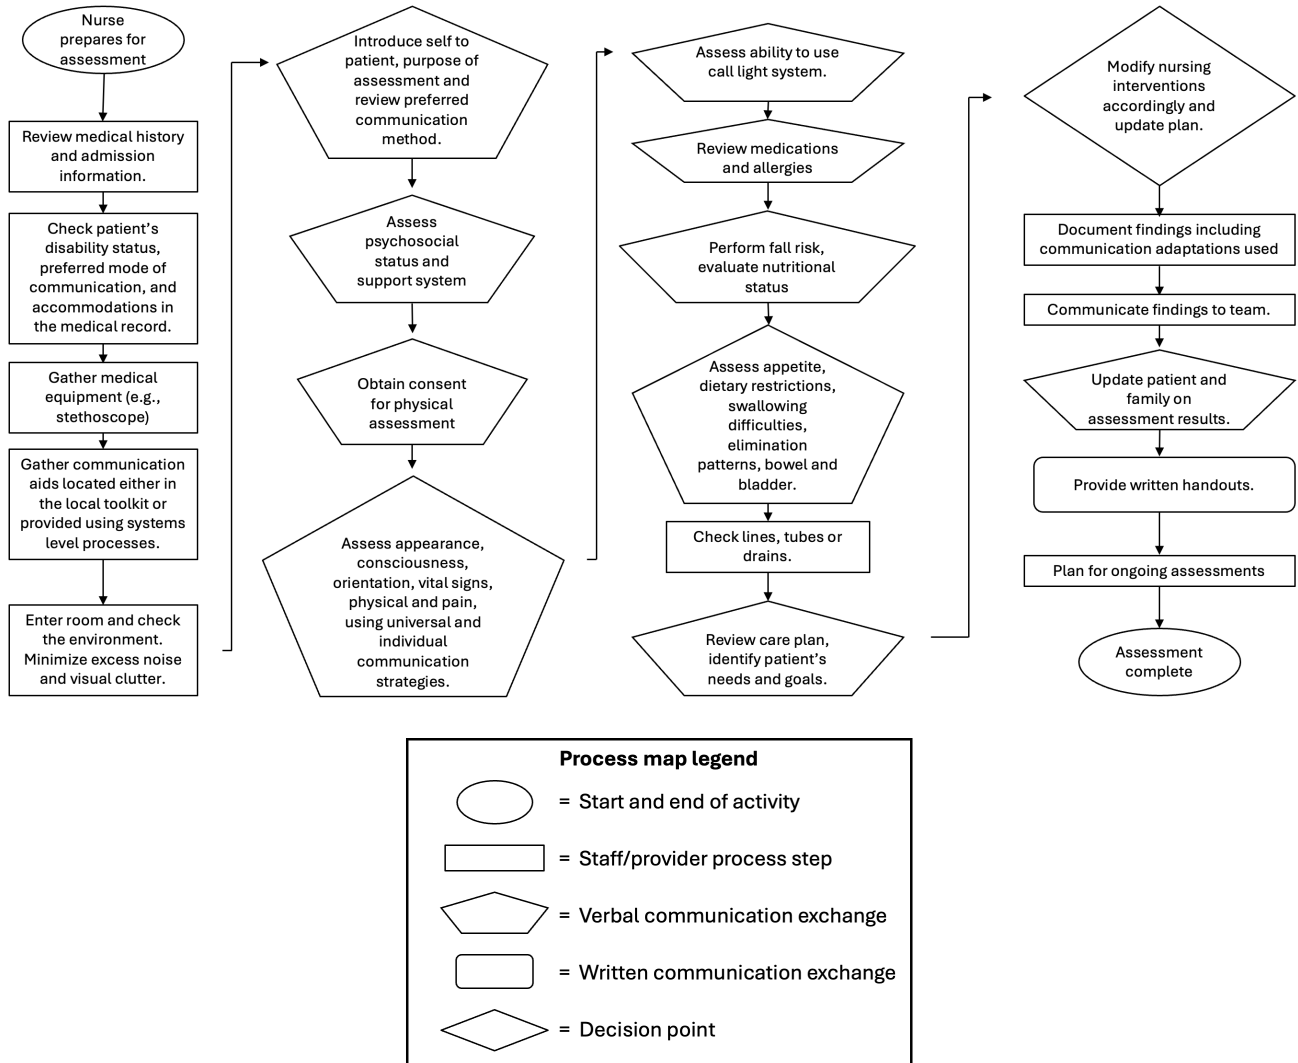 Nurse
prepares for
assessment
Review medical history
and admission
information.
Check patient’s
disability status,
preferred mode of
communication, and
accommodations in
the medical record.
Gather medical
equipment (e.g.,
stethoscope)
Gather communication
aids located either in
the local toolkit or
provided using systems
level processes.
Enter room and check
the environment.
Minimize excess noise
and visual clutter.
Introduce self to
patient, purpose of
assessment and
review preferred
communication
method.
Assess
psychosocial
status and
support system
Obtain consent
for physical
assessment
Assess appearance,
consciousness,
orientation, vital signs,
physical and pain,
using universal and
individual
communication
strategies.
Assess ability to use
call light system.
Review medications
and allergies
Perform fall risk,
evaluate nutritional
status
Assess appetite,
dietary restrictions,
swallowing
difficulties,
elimination
patterns, bowel and
bladder.
Check lines, tubes or
drains.
Review care plan,
identify patient’s
needs and goals.
Modify nursing
interventions
accordingly and
update plan.
Document findings including
communication adaptations used
Communicate findings to team.
Update patient and
family on
assessment results.
Provide written handouts.
Plan for ongoing assessments
Assessment
complete
Process map legend
= Start and end of activity
= Staff/provider process step
= Verbal communication exchange
= Written communication exchange
= Decision point